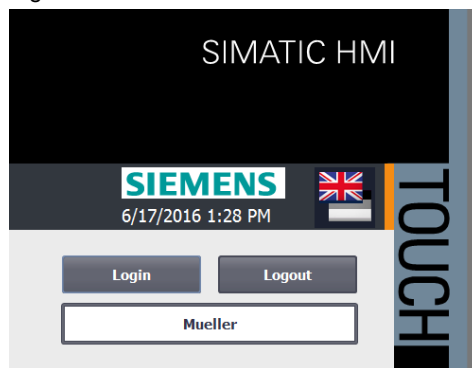 SIMATIC HMI
SIEMENS
6/17/2016 1:28 PM
TOUCH
Login Logout
Mueller